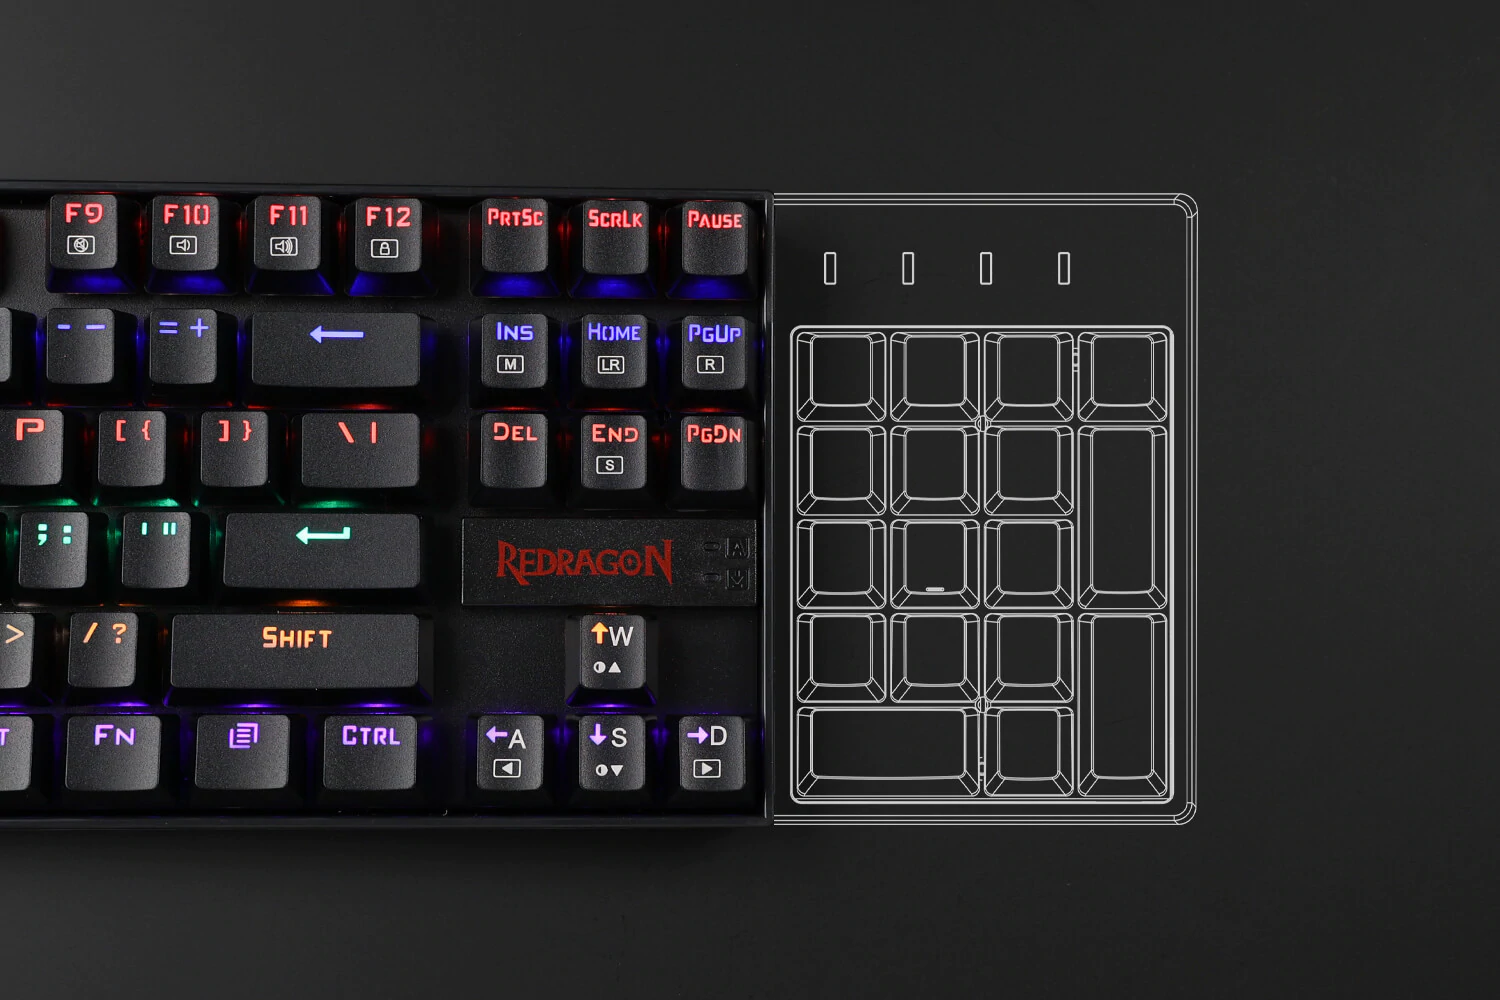 F9 F10 F11 F12 PrtSc ScrLk Pause
- — = + Ins Home PgUp
M LR R
P [ { ] } \ | Del End PgDn
S
; : ' "
REDRAGON
> / ? Shift W
Fn Ctrl A S D